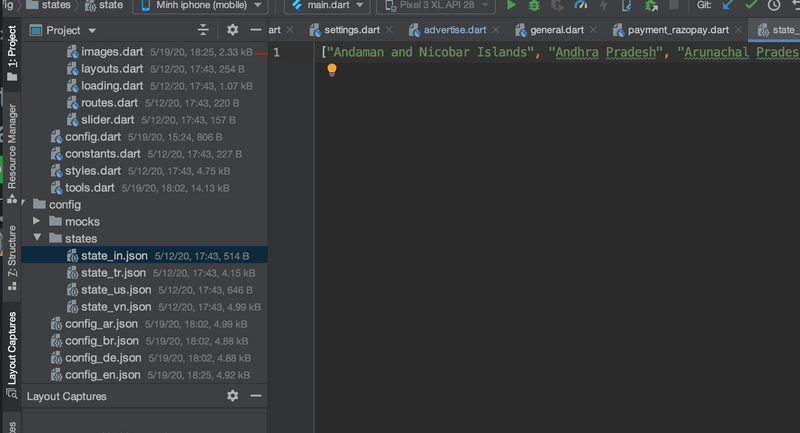 states state Minh iphone (mobile) main.dart Pixel 3 XL API 28 Git:
Project art settings.dart advertise.dart general.dart payment_razopay.dart state_
1: Project
Resource Manager
Z: Structure
Layout Captures
images.dart 5/19/20, 18:25, 2.33 kB
layouts.dart 5/12/20, 17:43, 254 B
loading.dart 5/12/20, 17:43, 1.07 kB
routes.dart 5/12/20, 17:43, 220 B
slider.dart 5/12/20, 17:43, 157 B
config.dart 5/19/20, 15:24, 806 B
constants.dart 5/12/20, 17:43, 227 B
styles.dart 5/12/20, 17:43, 4.75 kB
tools.dart 5/19/20, 18:02, 14.13 kB
config
mocks
states
state_in.json 5/12/20, 17:43, 514 B
state_tr.json 5/12/20, 17:43, 4.15 kB
state_us.json 5/12/20, 17:43, 646 B
state_vn.json 5/12/20, 17:43, 4.99 kB
config_ar.json 5/19/20, 18:02, 4.99 kB
config_br.json 5/19/20, 18:02, 4.88 kB
config_de.json 5/19/20, 18:02, 4.88 kB
config_en.json 5/19/20, 18:25, 4.92 kB
Layout Captures
1 ["Andaman and Nicobar Islands", "Andhra Pradesh", "Arunachal Prades